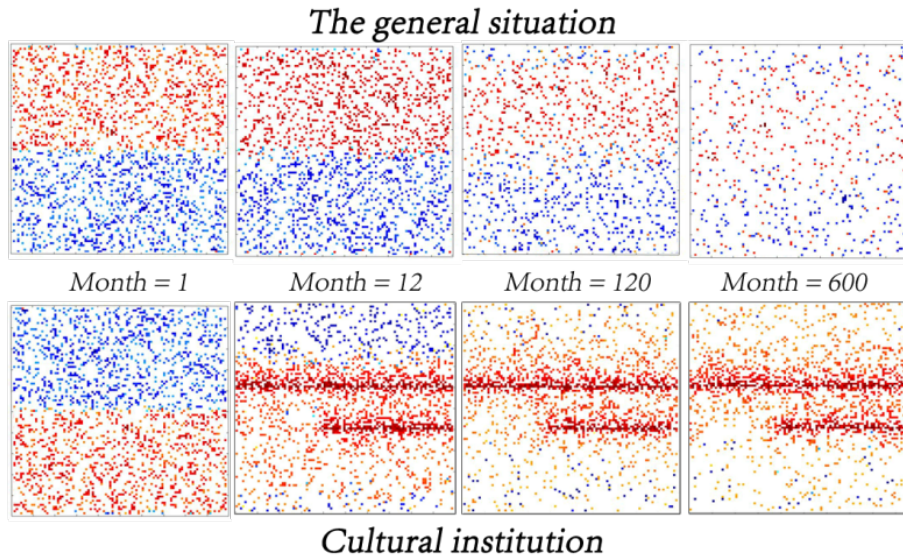 The general situation
Month = 1 Month = 12 Month = 120 Month = 600
Cultural institution